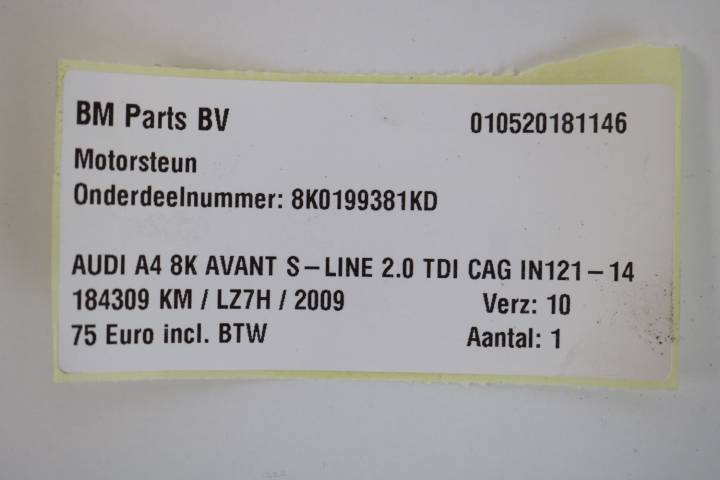 BM Parts BV 010520181146
Motorsteun
Onderdeelnummer: 8K0199381KD
AUDI A4 8K AVANT S-LINE 2.0 TDI CAG IN121-14
184309 KM / LZ7H / 2009 Verz: 10
75 Euro incl. BTW Aantal: 1